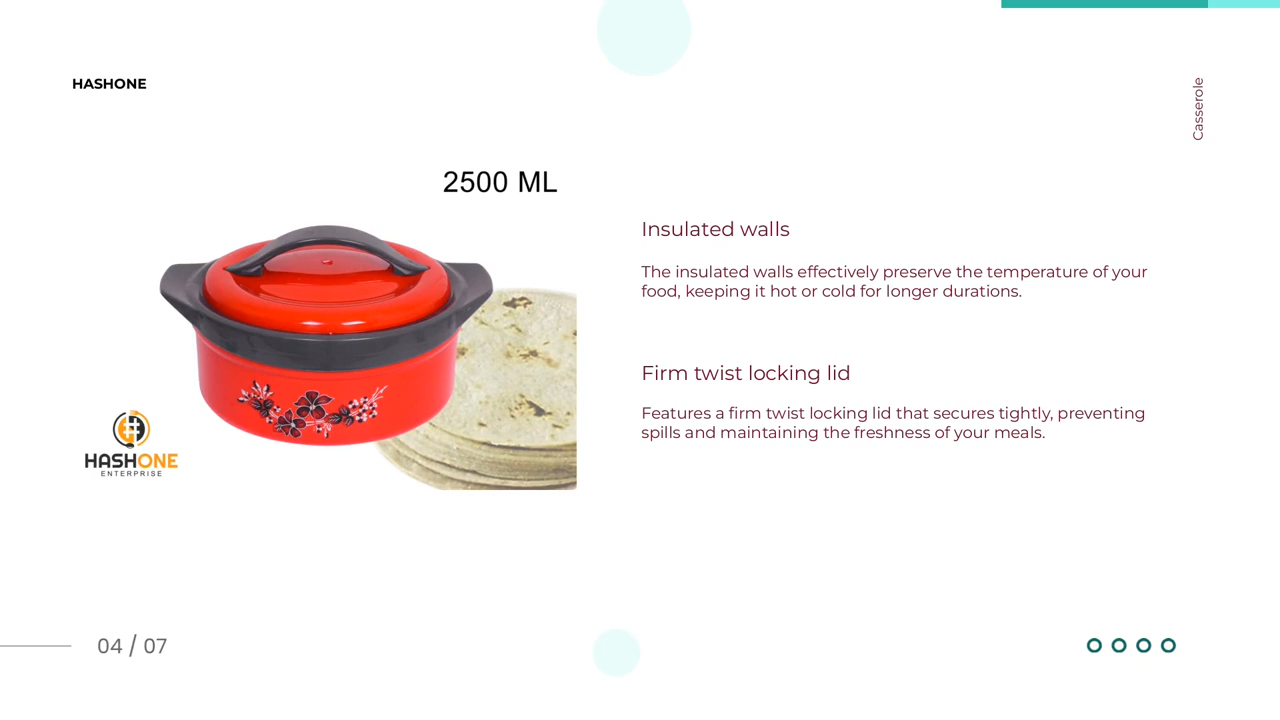 HASHONE
Casserole
2500 ML
HASHONE
ENTERPRISE
Insulated walls
The insulated walls effectively preserve the temperature of your
food, keeping it hot or cold for longer durations.
Firm twist locking lid
Features a firm twist locking lid that secures tightly, preventing
spills and maintaining the freshness of your meals.
04 / 07